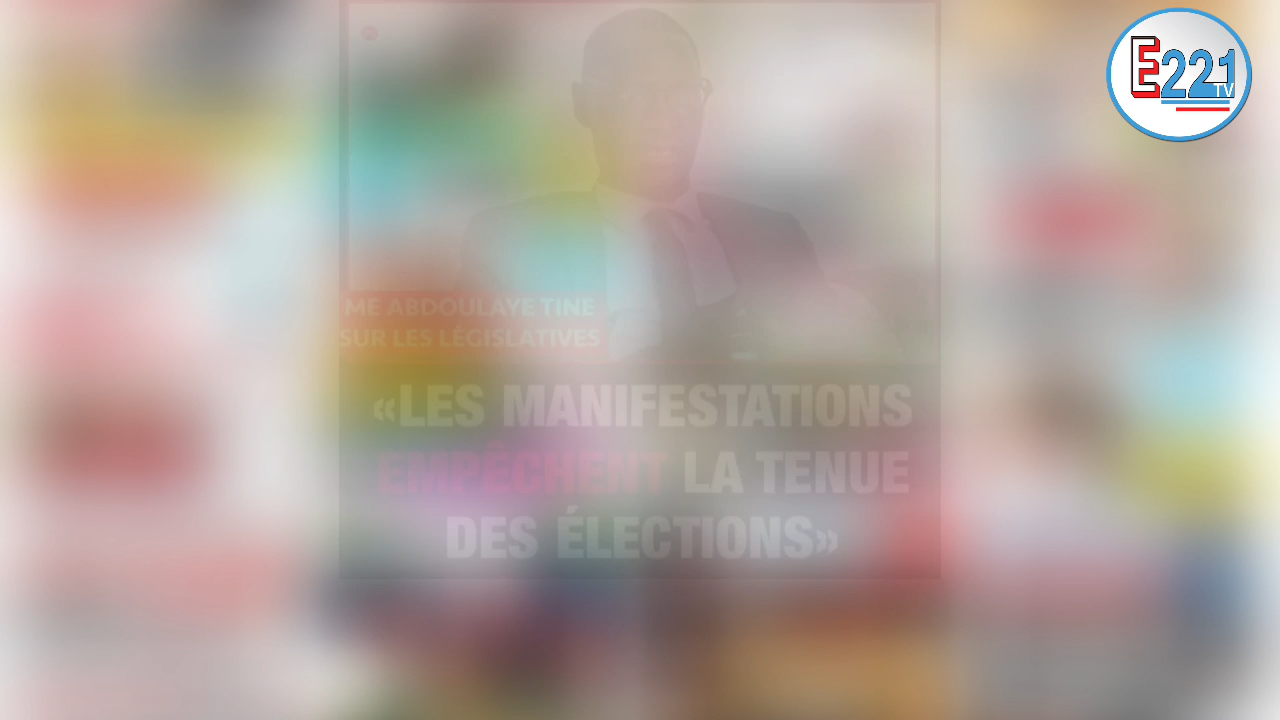 E221
TV
ME ABDOULAYE TINE
SUR LES LÉGISLATIVES
«LES MANIFESTATIONS
EMPÊCHENT LA TENUE
DES ÉLECTIONS»